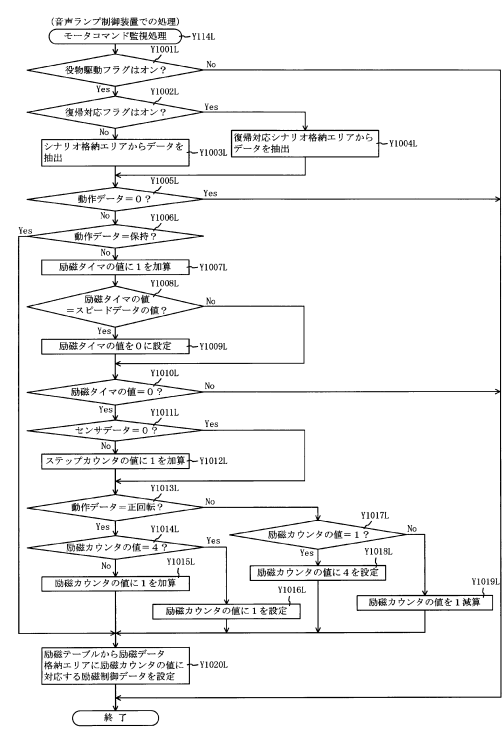 (音声ランプ制御装置での処理)
モータコマンド監視処理
Y114L
Y1001L
役物駆動フラグはオン?
No
Yes
Y1002L
復帰対応フラグはオン?
Yes
No
シナリオ格納エリアからデータを
抽出
Y1003L
復帰対応シナリオ格納エリアから
データを抽出
Y1004L
Y1005L
動作データ=0?
Yes
No
Y1006L
Yes
動作データ=保持?
No
励磁タイマの値に1を加算
Y1007L
Y1008L
励磁タイマの値
=スピードデータの値?
No
Yes
励磁タイマの値を0に設定
Y1009L
Y1010L
励磁タイマの値=0?
No
Yes
Y1011L
センサデータ=0?
Yes
No
ステップカウンタの値に1を加算
Y1012L
Y1013L
動作データ=正回転?
No
Yes
Y1014L
励磁カウンタの値=4?
Yes
No
Y1015L
励磁カウンタの値に1を加算
Y1016L
励磁カウンタの値に1を設定
Y1017L
励磁カウンタの値=1?
No
Yes
Y1018L
励磁カウンタの値に4を設定
Y1019L
励磁カウンタの値を1減算
励磁テーブルから励磁データ
格納エリアに励磁カウンタの値に
対応する励磁制御データを設定
Y1020L
終 了